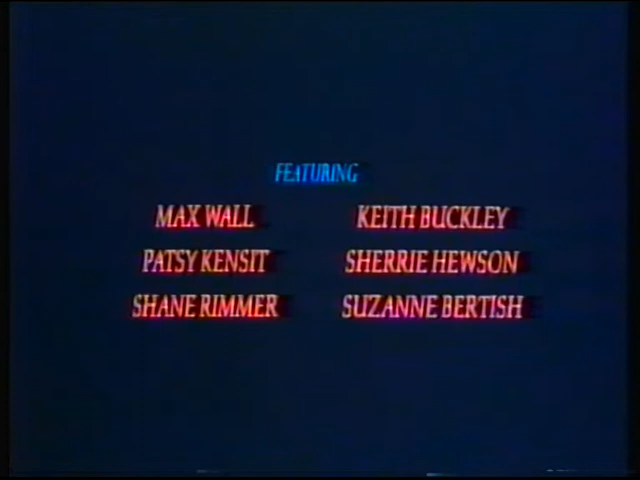 FEATURING
MAX WALL
KEITH BUCKLEY
PATSY KENSIT
SHERRIE HEWSON
SHANE RIMMER
SUZANNE BERTISH